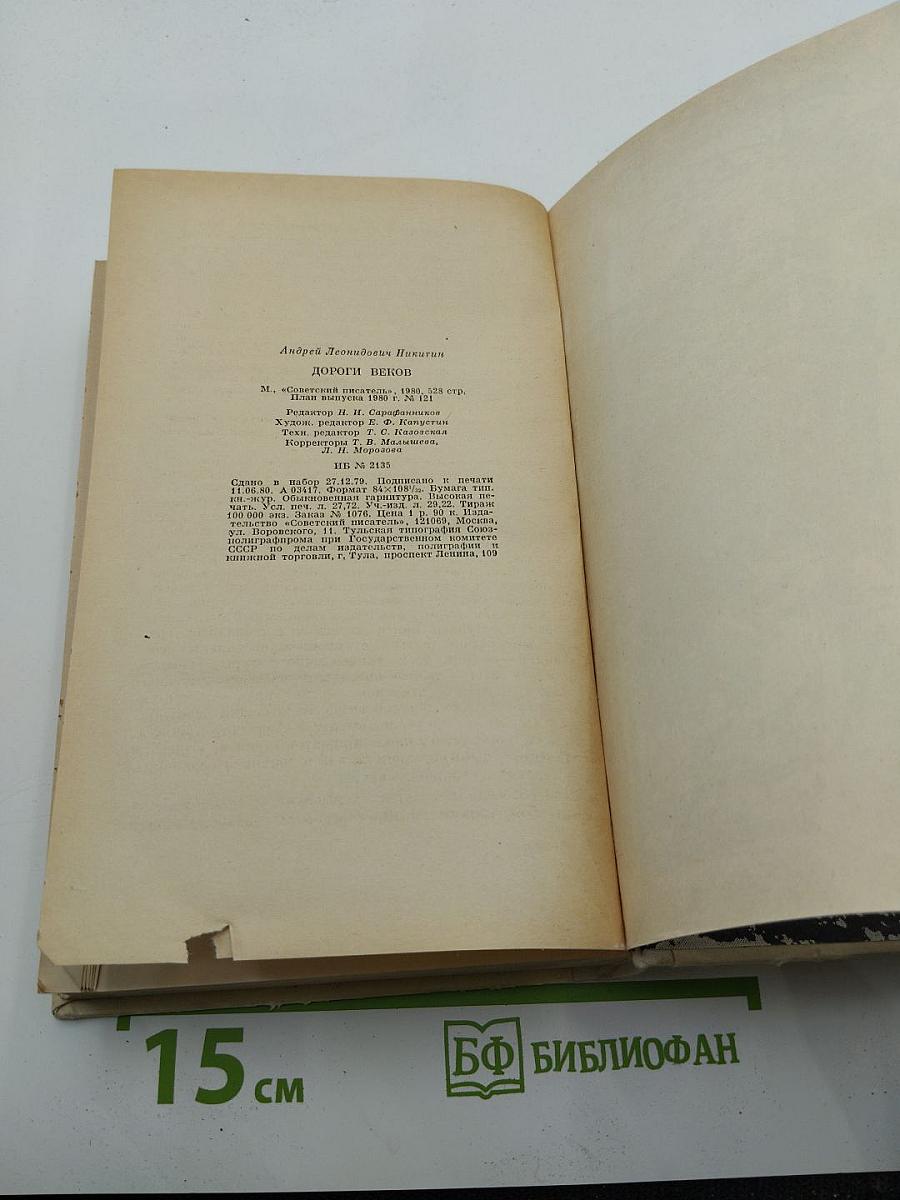 Андрей Леонидович Никитин
ДОРОГИ ВЕКОВ
М., «Советский писатель», 1980, 528 стр.
План выпуска 1980 г. № 121
Редактор Н. И. Сарафанников
Худож. редактор Е. Ф. Капустин
Техн. редактор Т. С. Казовская
Корректоры Т. В. Малышева,
Л. Н. Морозова
ИБ № 2135
Сдано в набор 27.12.79. Подписано к печати
11.06.80. А 03417. Формат 84×108¹/₃₂. Бумага тип.
кн.-жур. Обыкновенная гарнитура. Высокая пе-
чать. Усл. печ. л. 27,72. Уч.-изд. л. 29,22. Тираж
100 000 экз. Заказ № 1076. Цена 1 р. 90 к. Изда-
тельство «Советский писатель», 121069, Москва,
ул. Воровского, 11. Тульская типография Союз-
полиграфпрома при Государственном комитете
СССР по делам издательств, полиграфии и
книжной торговли, г. Тула, проспект Ленина, 109
15 см
БФ БИБЛИОФАН